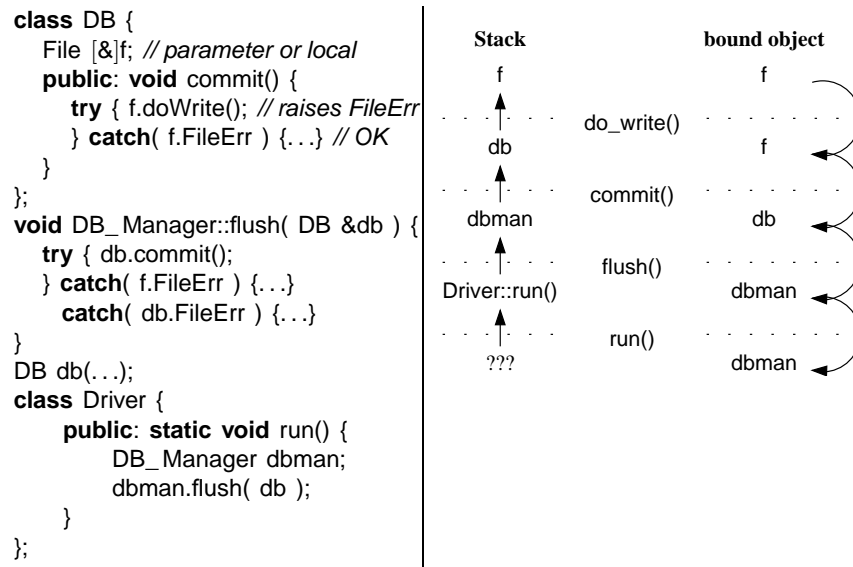 class DB {
File [&]f; // parameter or local
public: void commit() {
try { f.doWrite(); // raises FileErr
} catch( f.FileErr ) {...} // OK
}
};
void DB_Manager::flush( DB &db ) {
try { db.commit();
} catch( f.FileErr ) {...}
catch( db.FileErr ) {...}
}
DB db(...);
class Driver {
public: static void run() {
DB_Manager dbman;
dbman.flush( db );
}
};
Stack bound object
f f
do_write()
db f
commit()
dbman db
flush()
Driver::run() dbman
run()
??? dbman